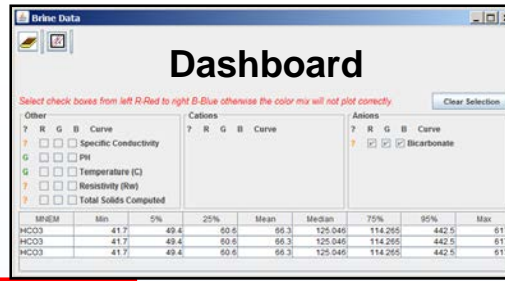 Brine Data
Dashboard
Select check boxes from left R-Red to right B-Blue otherwise the color mix will not plot correctly.
Clear Selection
Other
Cations
Anions
? R G B Curve
? R G B Curve
? R G B Curve
? Specific Conductivity
? Bicarbonate
G PH
G Temperature (C)
? Resistivity (Rw)
? Total Solids Computed
MNEM Min 5% 25% Mean Median 75% 95% Max
HCO3 41.7 49.4 60.6 66.3 125.046 114.265 442.5
HCO3 41.7 49.4 60.6 66.3 125.046 114.265 442.5
HCO3 41.7 49.4 60.6 66.3 125.046 114.265 442.5